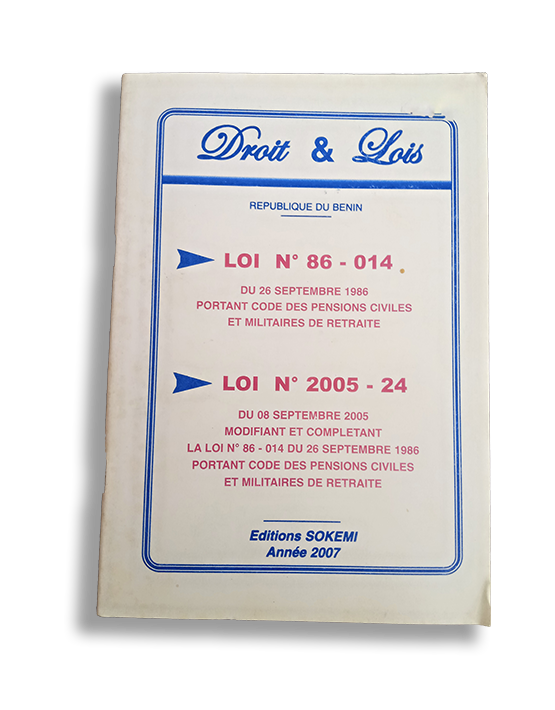 Droit & Lois
REPUBLIQUE DU BENIN
LOI N° 86 - 014
DU 26 SEPTEMBRE 1986
PORTANT CODE DES PENSIONS CIVILES
ET MILITAIRES DE RETRAITE
LOI N° 2005 - 24
DU 08 SEPTEMBRE 2005
MODIFIANT ET COMPLETANT
LA LOI N° 86 - 014 DU 26 SEPTEMBRE 1986
PORTANT CODE DES PENSIONS CIVILES
ET MILITAIRES DE RETRAITE
Editions SOKEMI
Année 2007